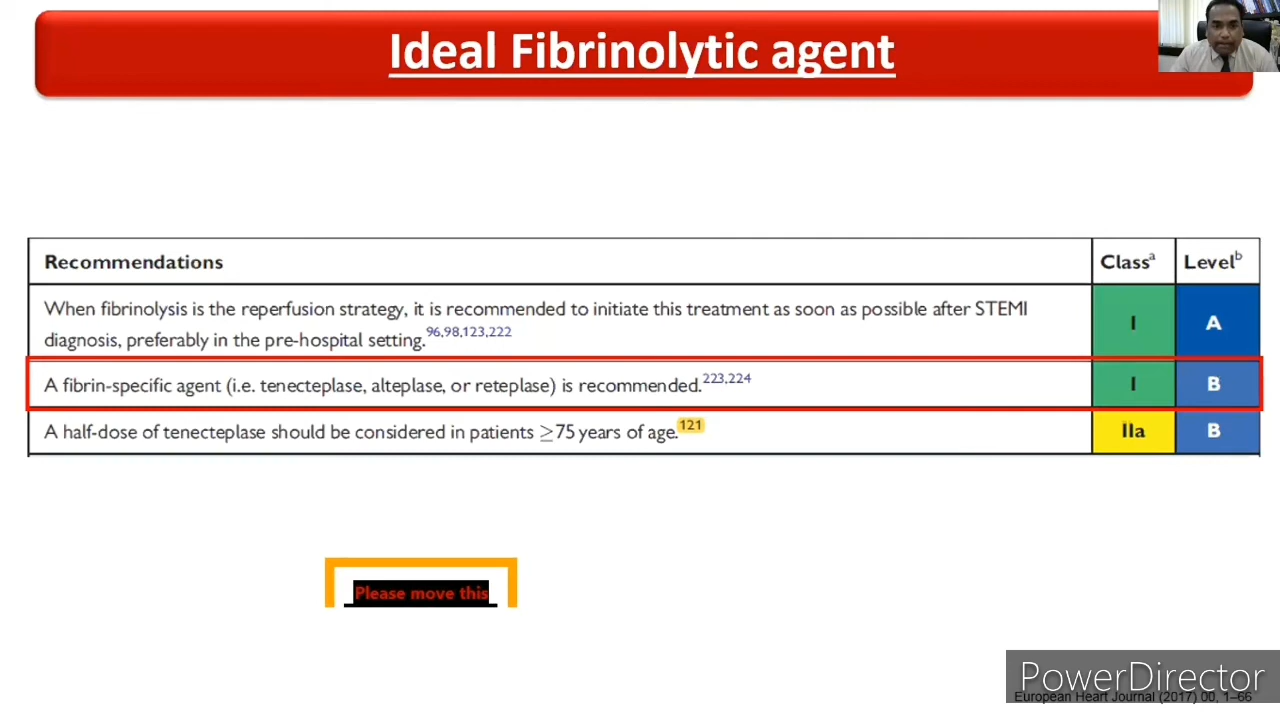 Ideal Fibrinolytic agent
Recommendations Classᵃ Levelᵇ
When fibrinolysis is the reperfusion strategy, it is recommended to initiate this treatment as soon as possible after STEMI
diagnosis, preferably in the pre-hospital setting.96,98,123,222 I A
A fibrin-specific agent (i.e. tenecteplase, alteplase, or reteplase) is recommended.223,224 I B
A half-dose of tenecteplase should be considered in patients ≥75 years of age.121 IIa B
Please move this
PowerDirector
European Heart Journal (2017) 00, 1–66